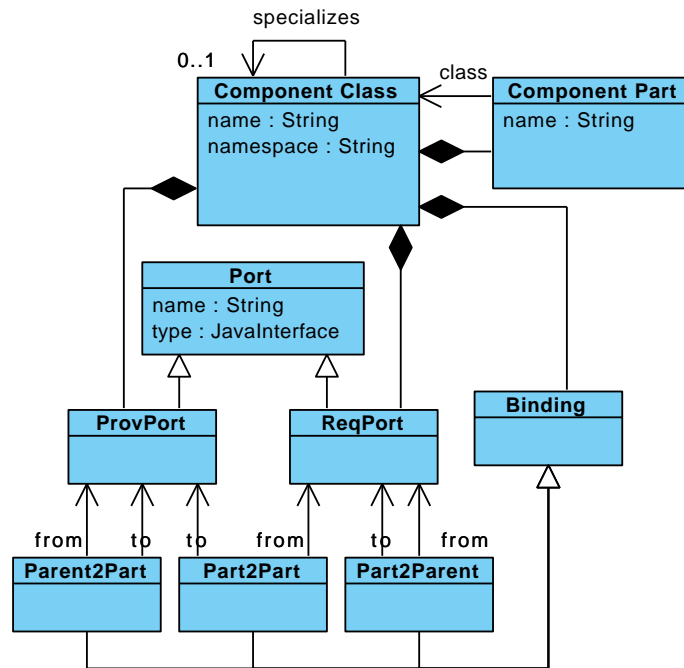 specializes
0..1
class
Component Class
name : String
namespace : String
Component Part
name : String
Port
name : String
type : JavaInterface
ProvPort
ReqPort
Binding
from
to
to
from
to
from
Parent2Part
Part2Part
Part2Parent